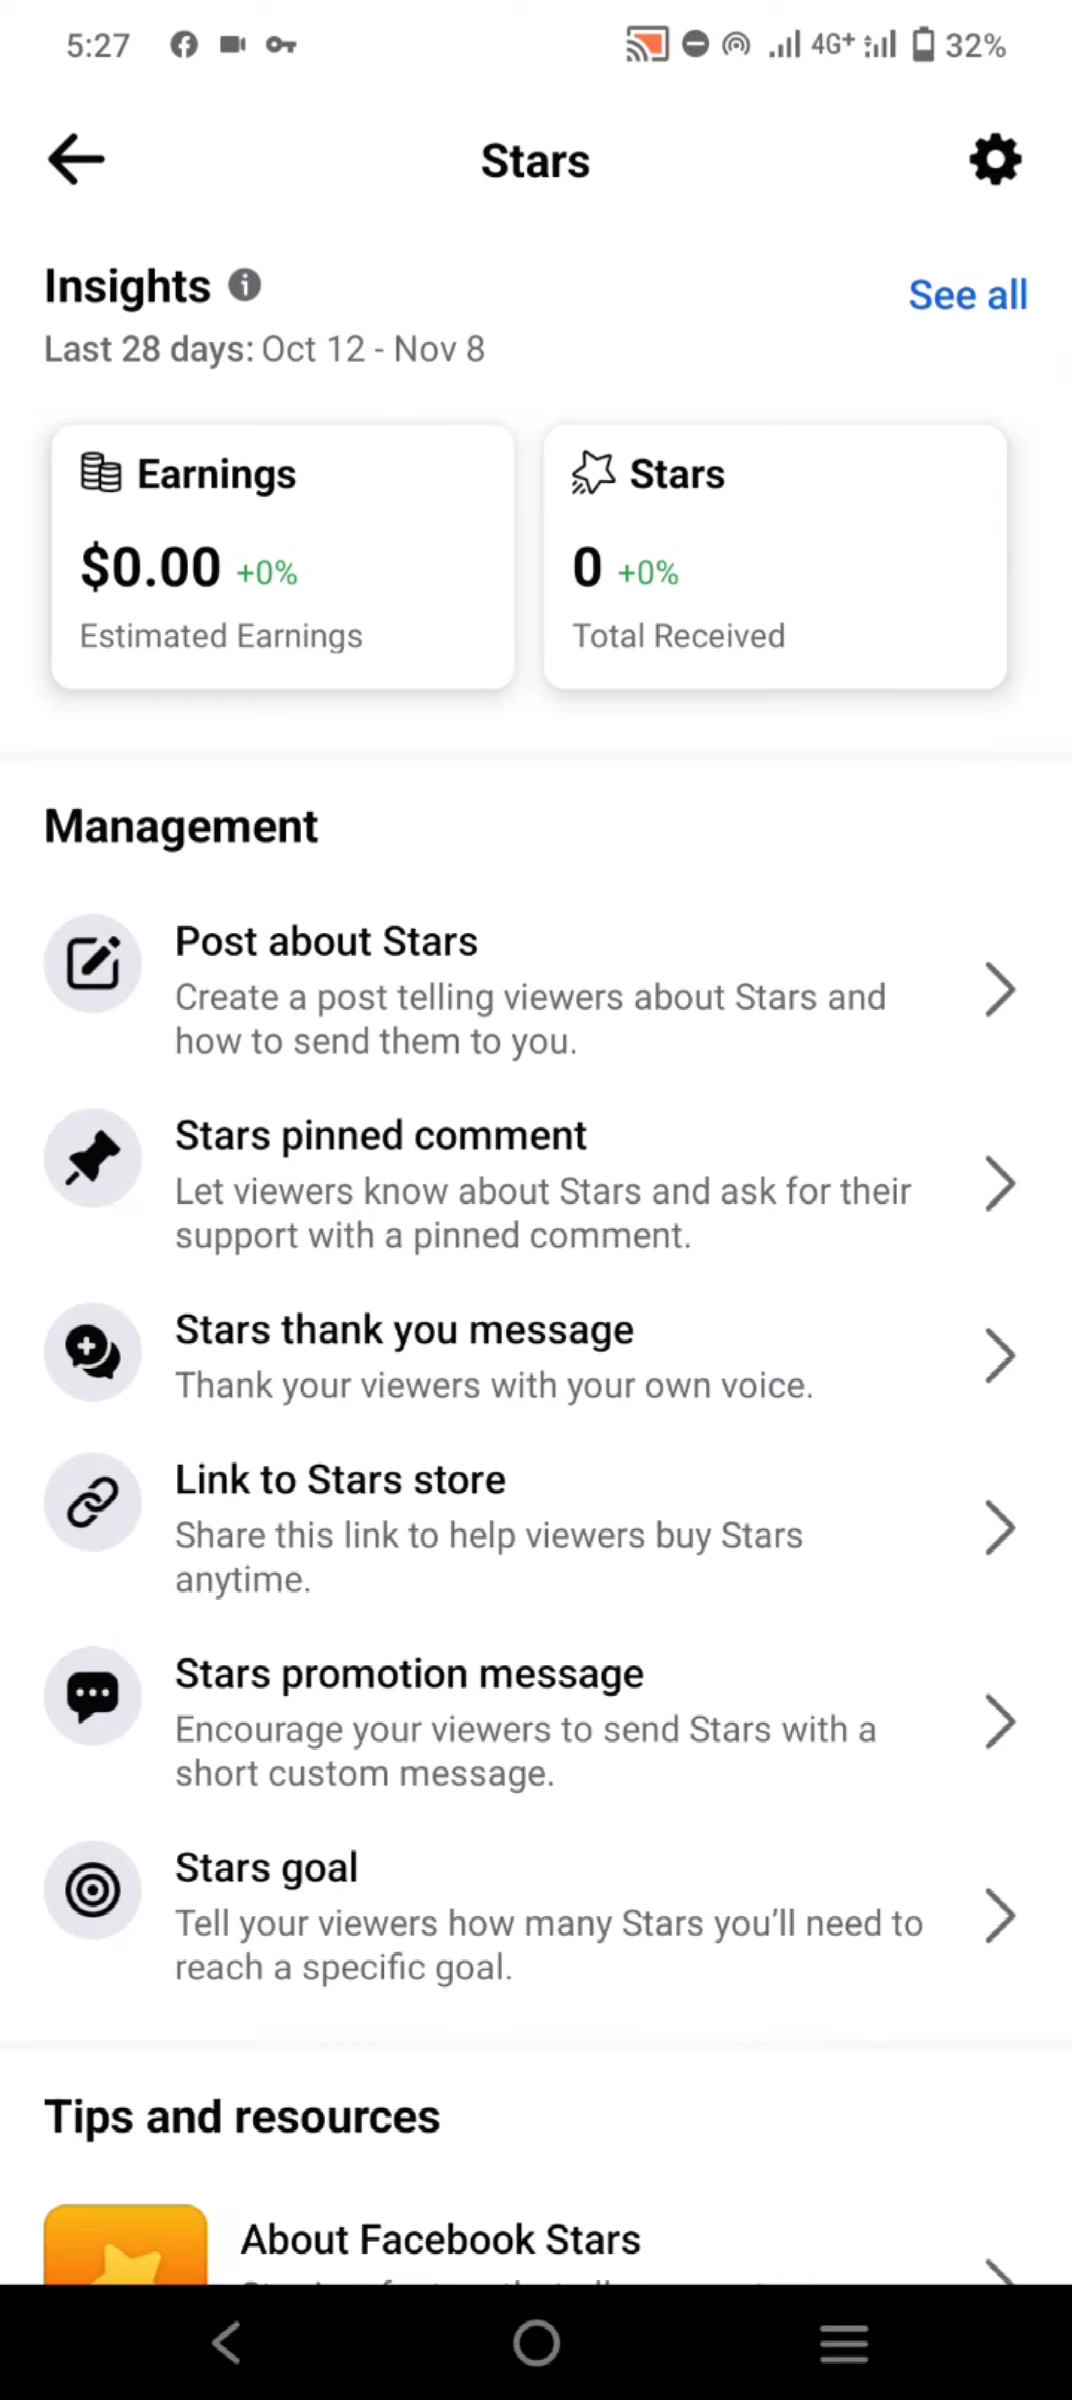 5:27
4G+
32%
Stars
Insights
See all
Last 28 days: Oct 12 - Nov 8
Earnings
$0.00 +0%
Estimated Earnings
Stars
0 +0%
Total Received
Management
Post about Stars
Create a post telling viewers about Stars and
how to send them to you.
Stars pinned comment
Let viewers know about Stars and ask for their
support with a pinned comment.
Stars thank you message
Thank your viewers with your own voice.
Link to Stars store
Share this link to help viewers buy Stars
anytime.
Stars promotion message
Encourage your viewers to send Stars with a
short custom message.
Stars goal
Tell your viewers how many Stars you’ll need to
reach a specific goal.
Tips and resources
About Facebook Stars